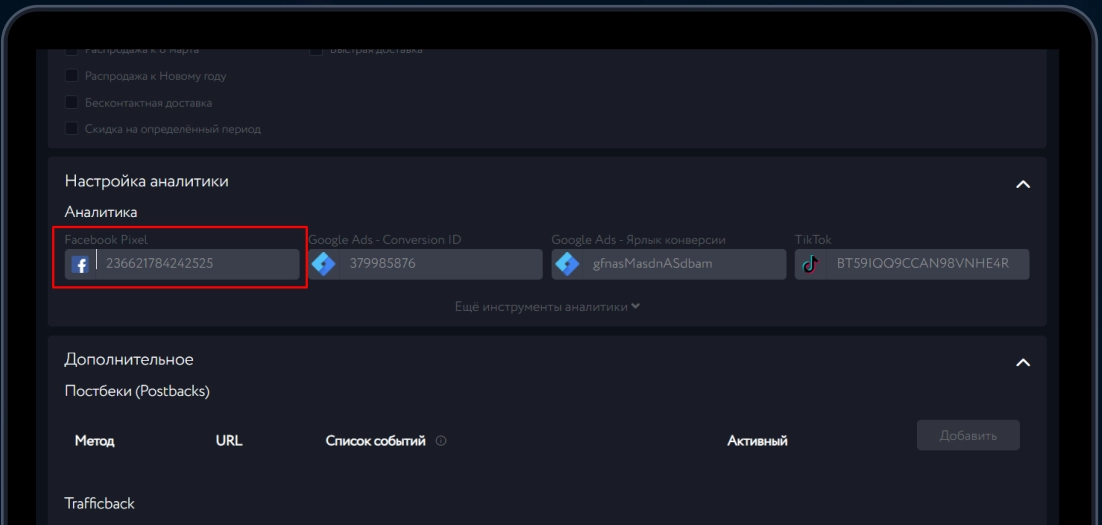 Распродажа к 8 марта
Быстрая доставка
Распродажа к Новому году
Бесконтактная доставка
Скидка на определённый период
Настройка аналитики
Аналитика
Facebook Pixel
Google Ads - Conversion ID
Google Ads - Ярлык конверсии
TikTok
236621784242525
379985876
gfnasMasdnASdbam
BT59IQQ9CCAN98VNHE4R
Ещё инструменты аналитики
Дополнительное
Постбеки (Postbacks)
Метод
URL
Список событий
Активный
Добавить
Trafficback